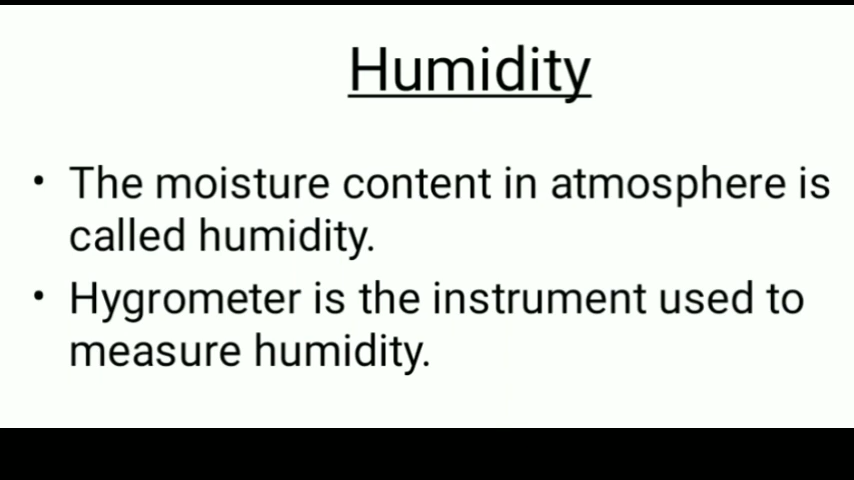 Humidity
• The moisture content in atmosphere is
called humidity.
• Hygrometer is the instrument used to
measure humidity.